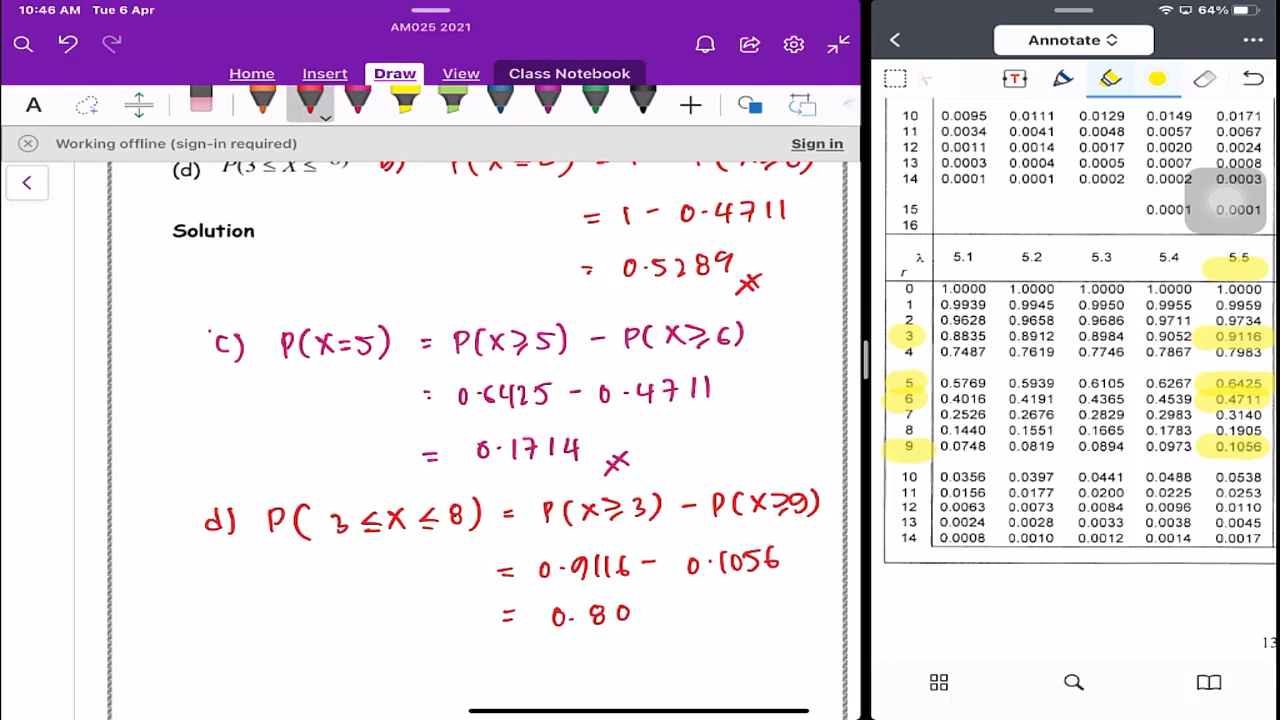 10:46 AM Tue 6 Apr
AM025 2021
Home Insert Draw View Class Notebook
A
Working offline (sign-in required) Sign in
(d)
Solution
= 1 - 0.4711
= 0.5289
c) P(X=5) = P(X⩾5) - P(X⩾6)
= 0.6425 - 0.4711
= 0.1714
d) P(3≤X≤8) = P(X⩾3) - P(X⩾9)
= 0.9116 - 0.1056
= 0.80
64%
Annotate
T
10 0.0095 0.0111 0.0129 0.0149 0.0171
11 0.0034 0.0041 0.0048 0.0057 0.0067
12 0.0011 0.0014 0.0017 0.0020 0.0024
13 0.0003 0.0004 0.0005 0.0007 0.0008
14 0.0001 0.0001 0.0002 0.0002 0.0003
15 0.0001 0.0001
16
λ 5.1 5.2 5.3 5.4 5.5
r
0 1.0000 1.0000 1.0000 1.0000 1.0000
1 0.9939 0.9945 0.9950 0.9955 0.9959
2 0.9628 0.9658 0.9686 0.9711 0.9734
3 0.8835 0.8912 0.8984 0.9052 0.9116
4 0.7487 0.7619 0.7746 0.7867 0.7983
5 0.5769 0.5939 0.6105 0.6267 0.6425
6 0.4016 0.4191 0.4365 0.4539 0.4711
7 0.2526 0.2676 0.2829 0.2983 0.3140
8 0.1440 0.1551 0.1665 0.1783 0.1905
9 0.0748 0.0819 0.0894 0.0973 0.1056
10 0.0356 0.0397 0.0441 0.0488 0.0538
11 0.0156 0.0177 0.0200 0.0225 0.0253
12 0.0063 0.0073 0.0084 0.0096 0.0110
13 0.0024 0.0028 0.0033 0.0038 0.0045
14 0.0008 0.0010 0.0012 0.0014 0.0017
13